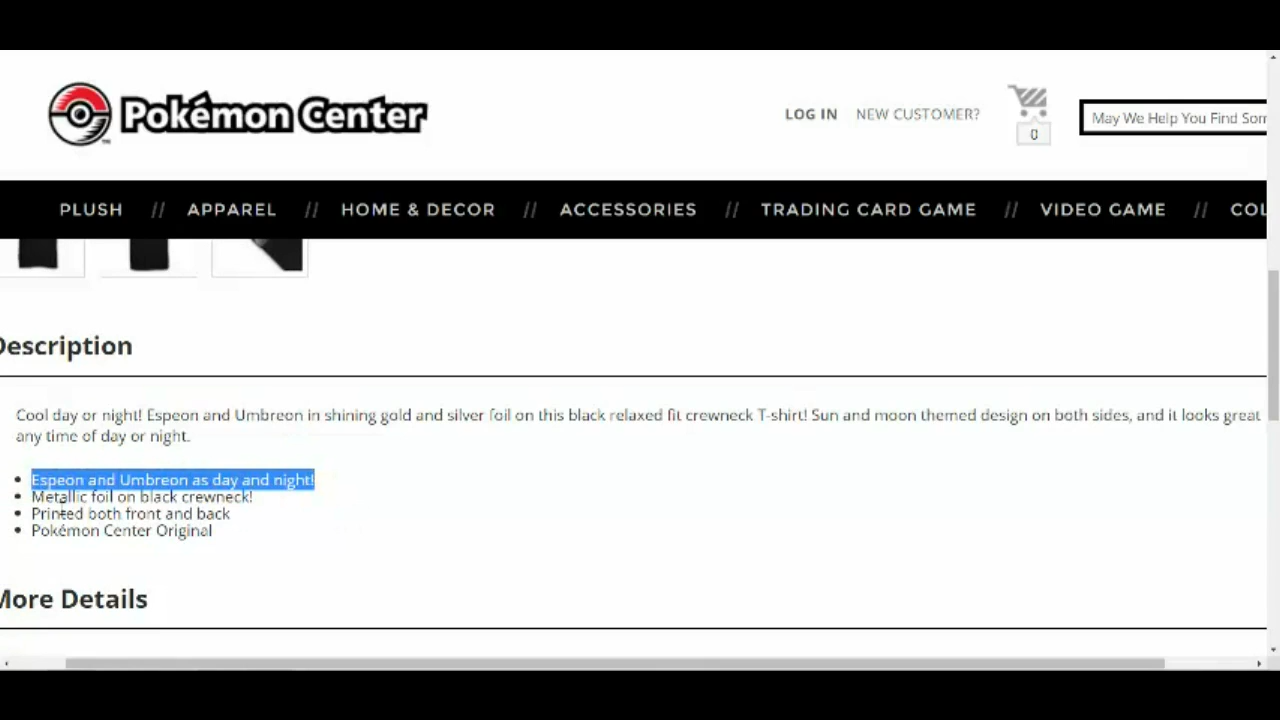 Pokémon Center
LOG IN NEW CUSTOMER?
0
May We Help You Find Som
PLUSH // APPAREL // HOME & DECOR // ACCESSORIES // TRADING CARD GAME // VIDEO GAME // COL
Description
Cool day or night! Espeon and Umbreon in shining gold and silver foil on this black relaxed fit crewneck T-shirt! Sun and moon themed design on both sides, and it looks great
any time of day or night.
• Espeon and Umbreon as day and night!
• Metallic foil on black crewneck!
• Printed both front and back
• Pokémon Center Original
More Details